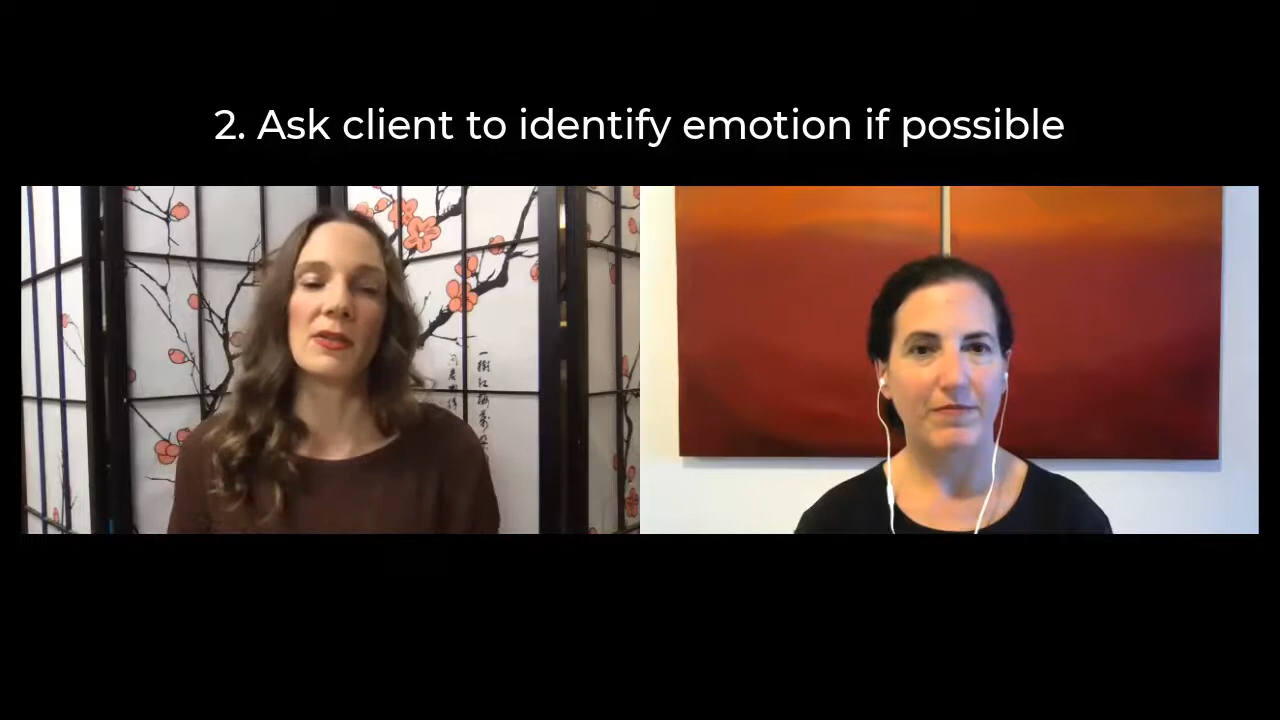 2. Ask client to identify emotion if possible